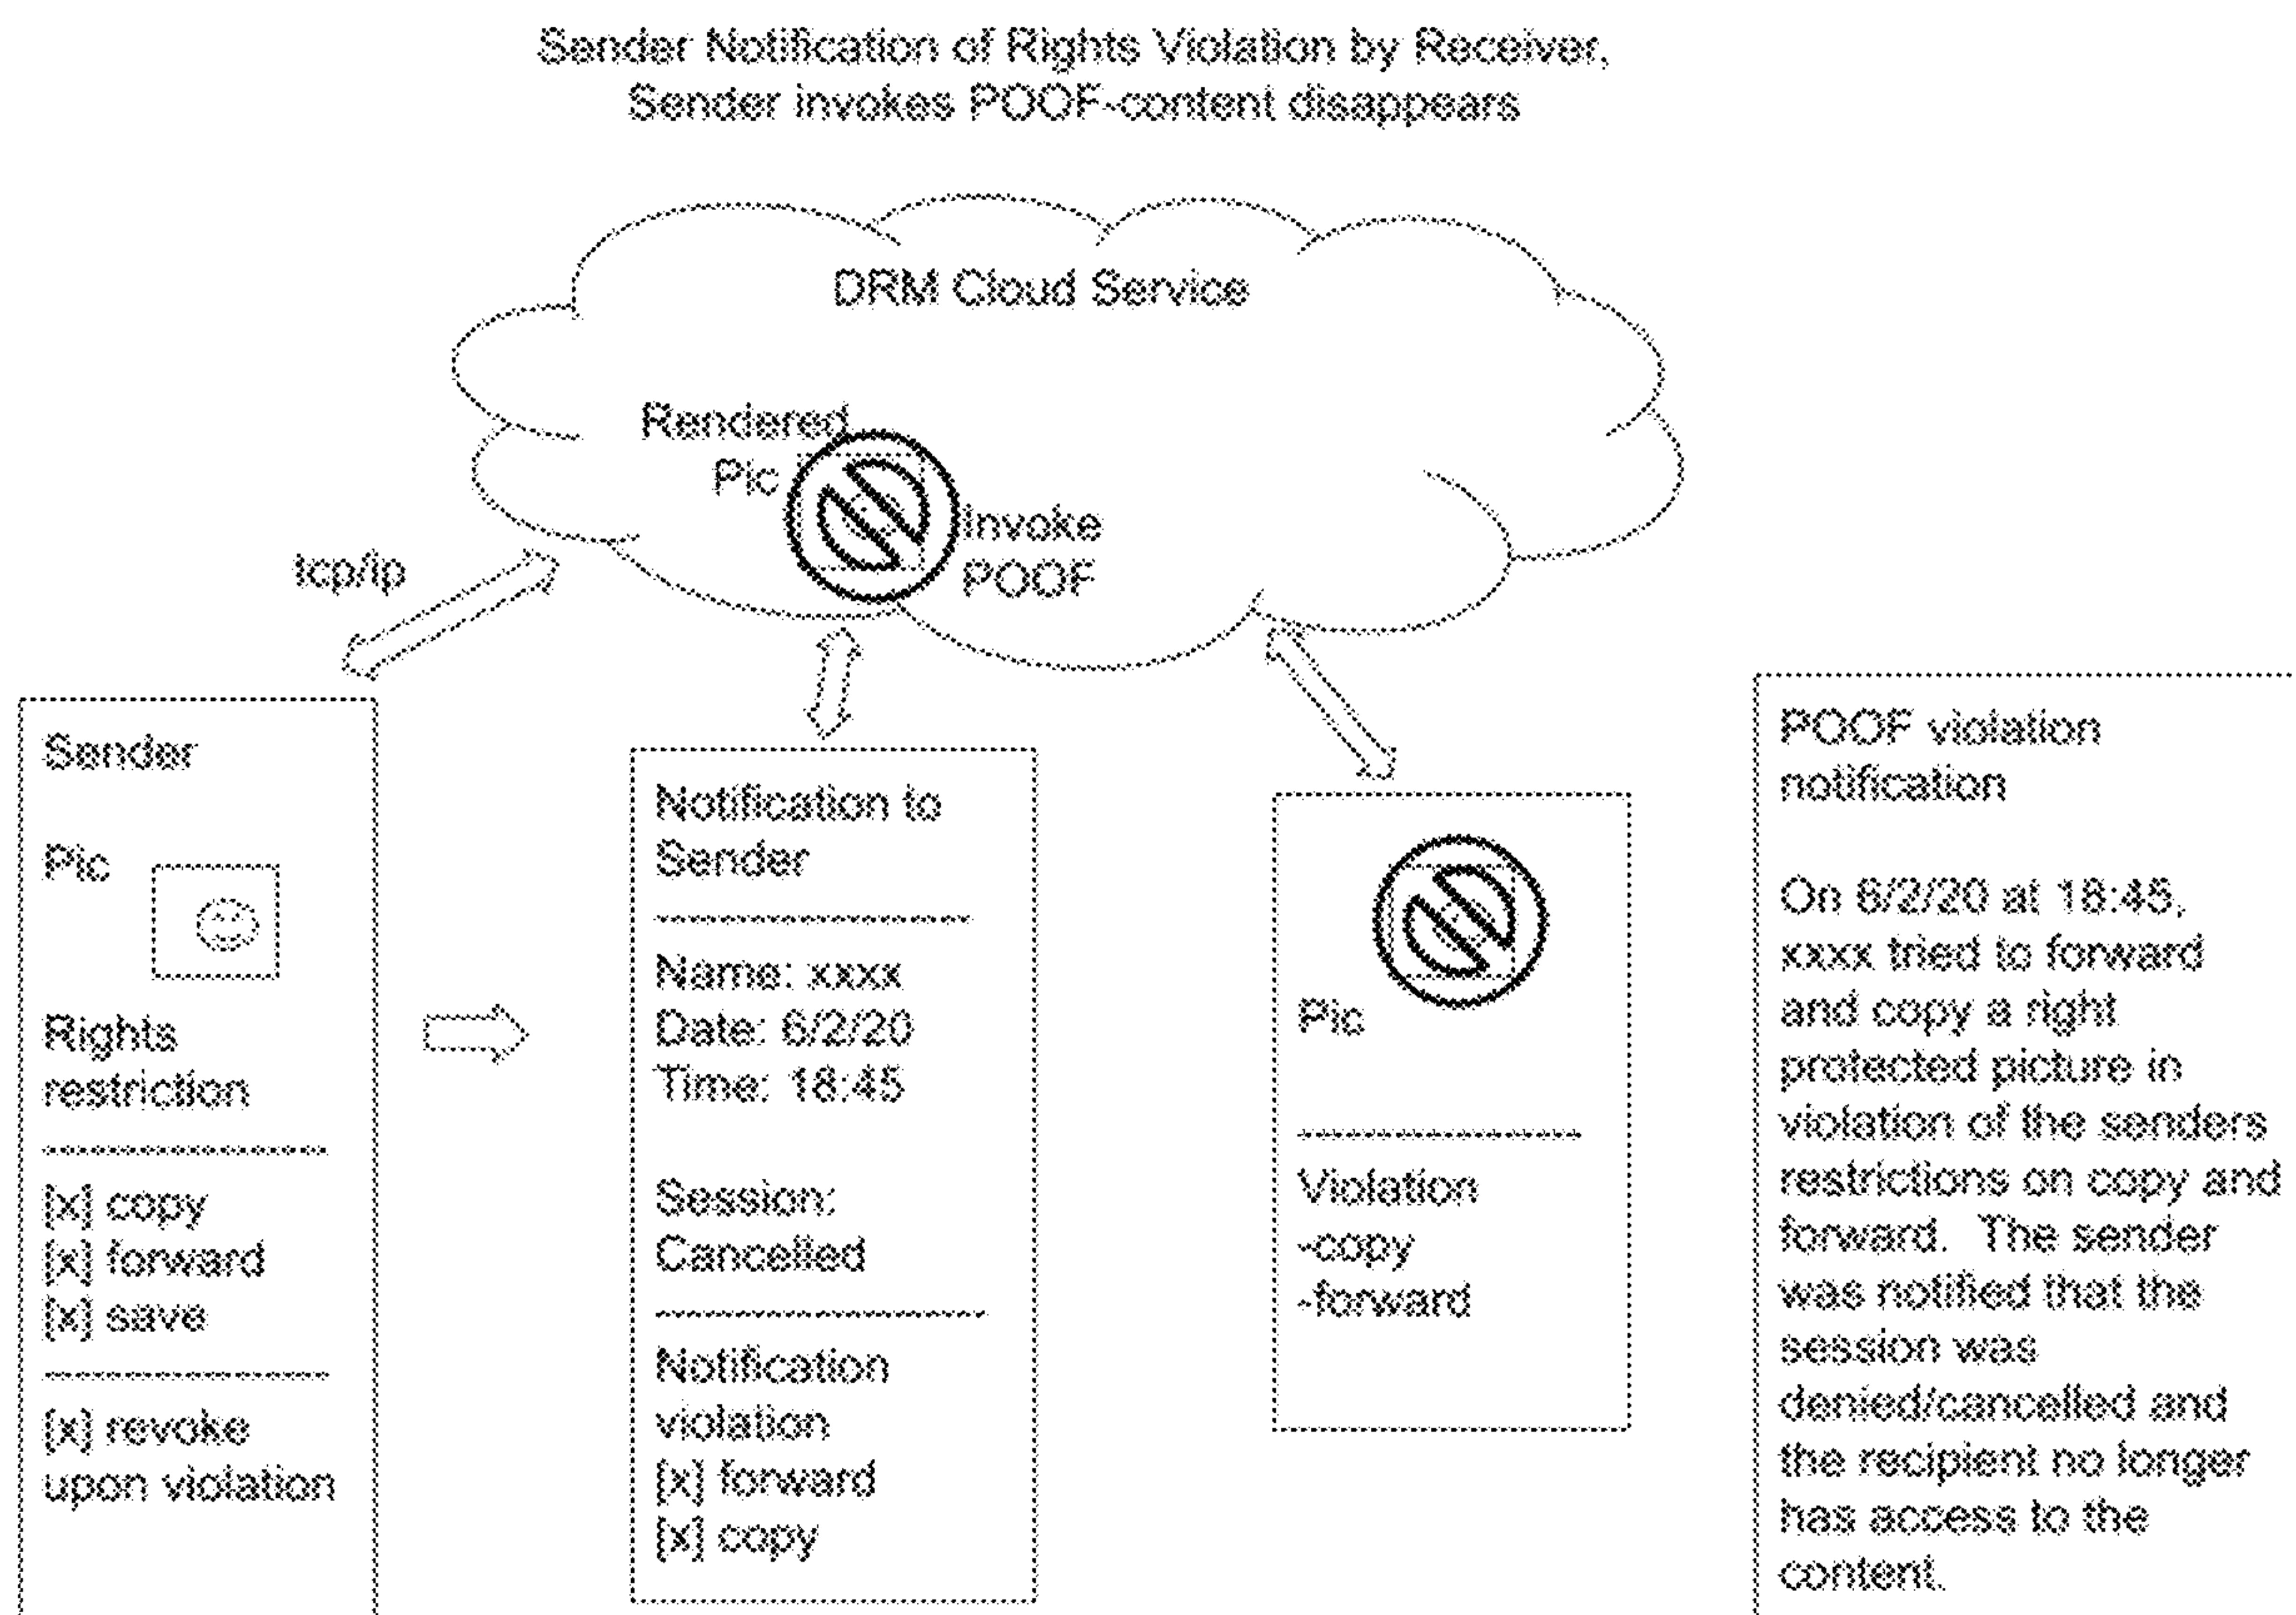 Sender Notification of Rights Violation by Receiver,
Sender invokes POOF-content disappears
DRM Cloud Service
Rendered
Pic
Invoke
POOF
tcp/ip
Sender
Pic
Rights
restriction
[x] copy
[x] forward
[x] save
[x] revoke
upon violation
Notification to
Sender
Name: xxxx
Date: 6/2/20
Time: 18:45
Session:
Cancelled
Notification
violation
[x] forward
[x] copy
Pic
Violation
-copy
-forward
POOF violation
notification
On 6/2/20 at 18:45,
xxxx tried to forward
and copy a right
protected picture in
violation of the senders
restrictions on copy and
forward. The sender
was notified that the
session was
denied/cancelled and
the recipient no longer
has access to the
content.